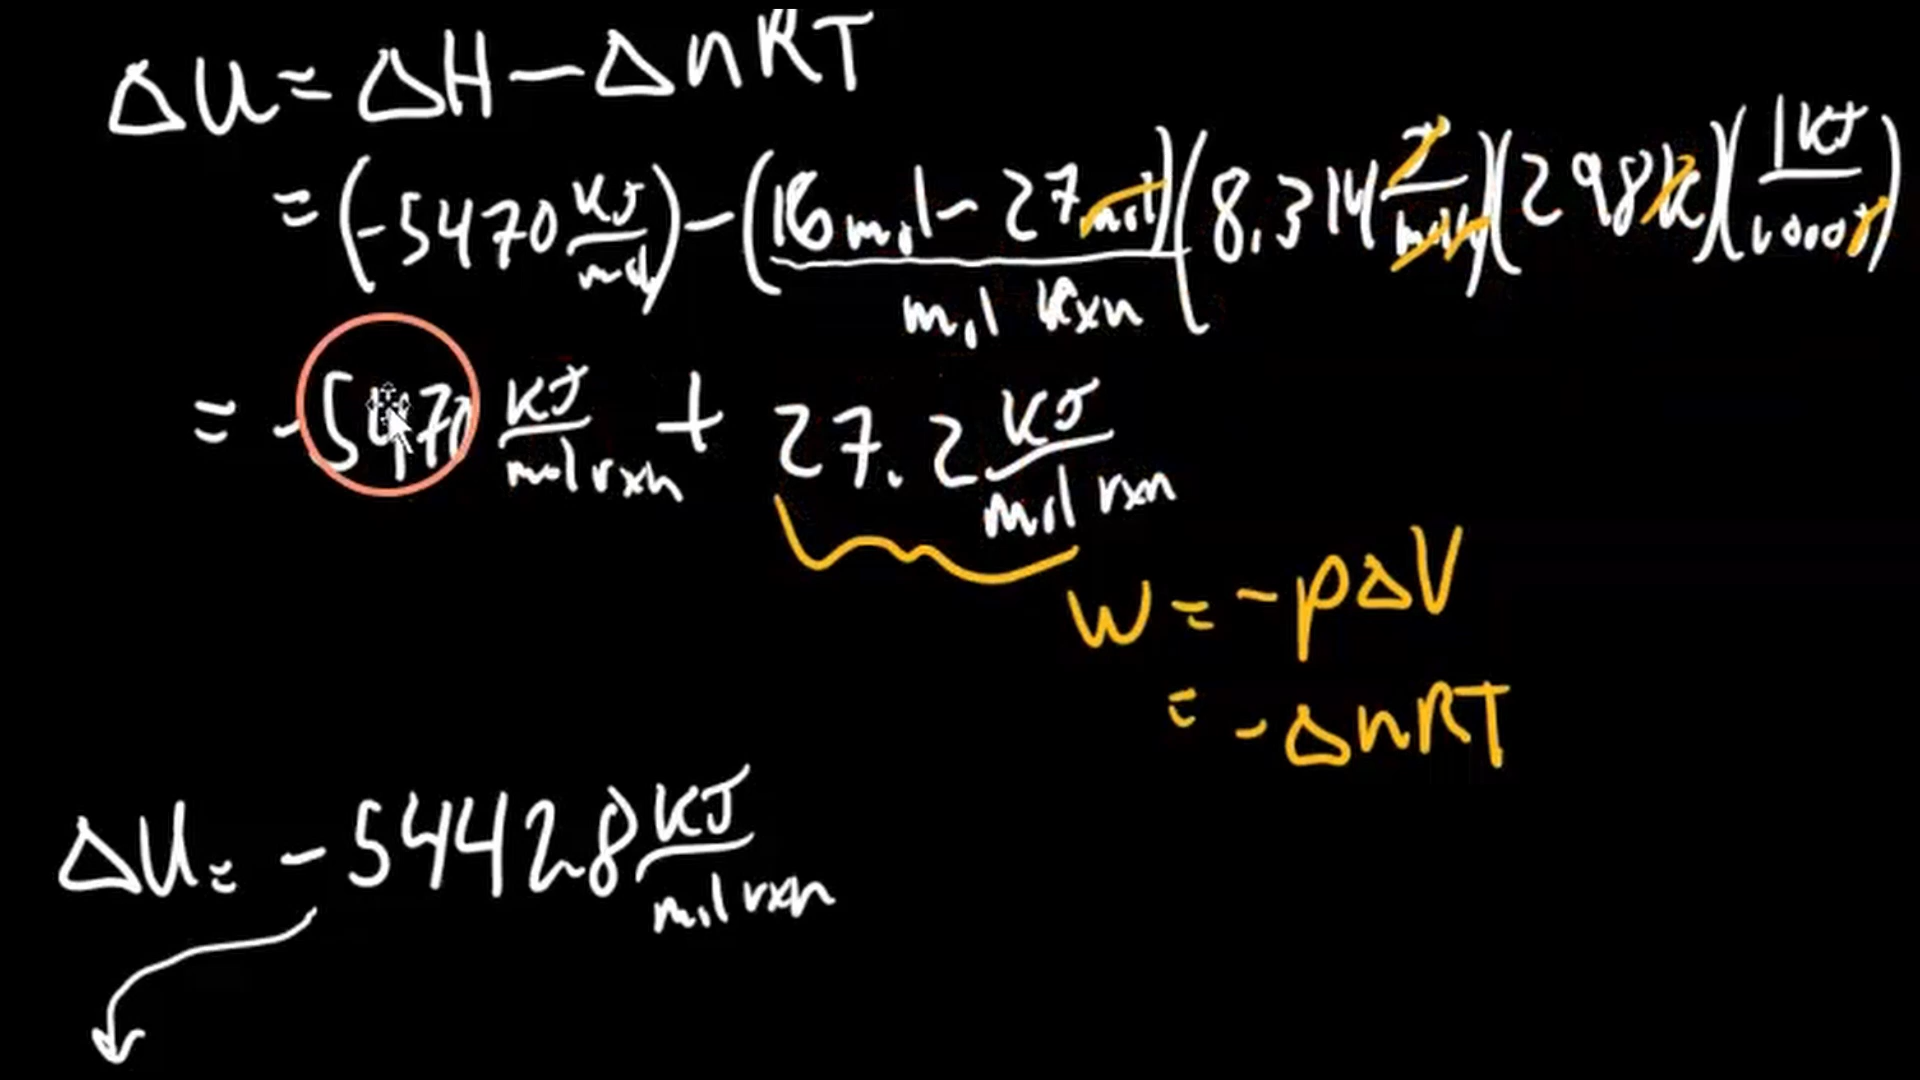 ΔU = ΔH − ΔnRT
= (-5470 KJ/mol) − (16 mol − 27 mol / mol Rxn)(8.314 J/mol K)(298 K)(1 KJ/1000 J)
= -5470 KJ/mol rxn + 27.2 KJ/mol rxn
W = -PΔV
= -ΔnRT
ΔU = -5442.8 KJ/mol rxn